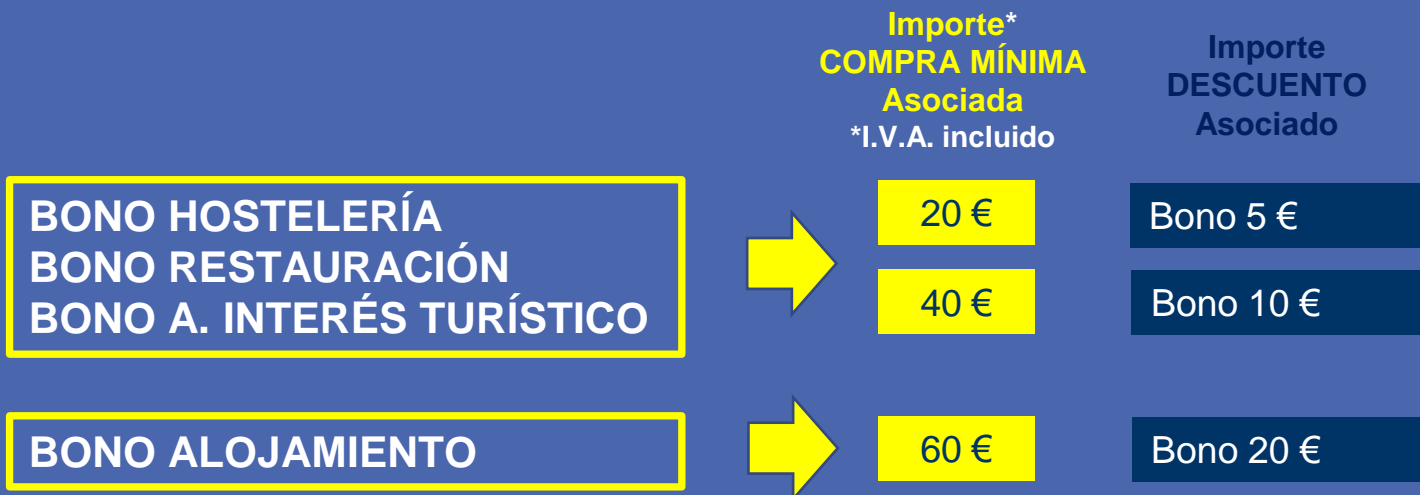 Importe*
COMPRA MÍNIMA
Asociada
*I.V.A. incluido
Importe
DESCUENTO
Asociado
BONO HOSTELERÍA
BONO RESTAURACIÓN
BONO A. INTERÉS TURÍSTICO
20 €
Bono 5 €
40 €
Bono 10 €
BONO ALOJAMIENTO
60 €
Bono 20 €